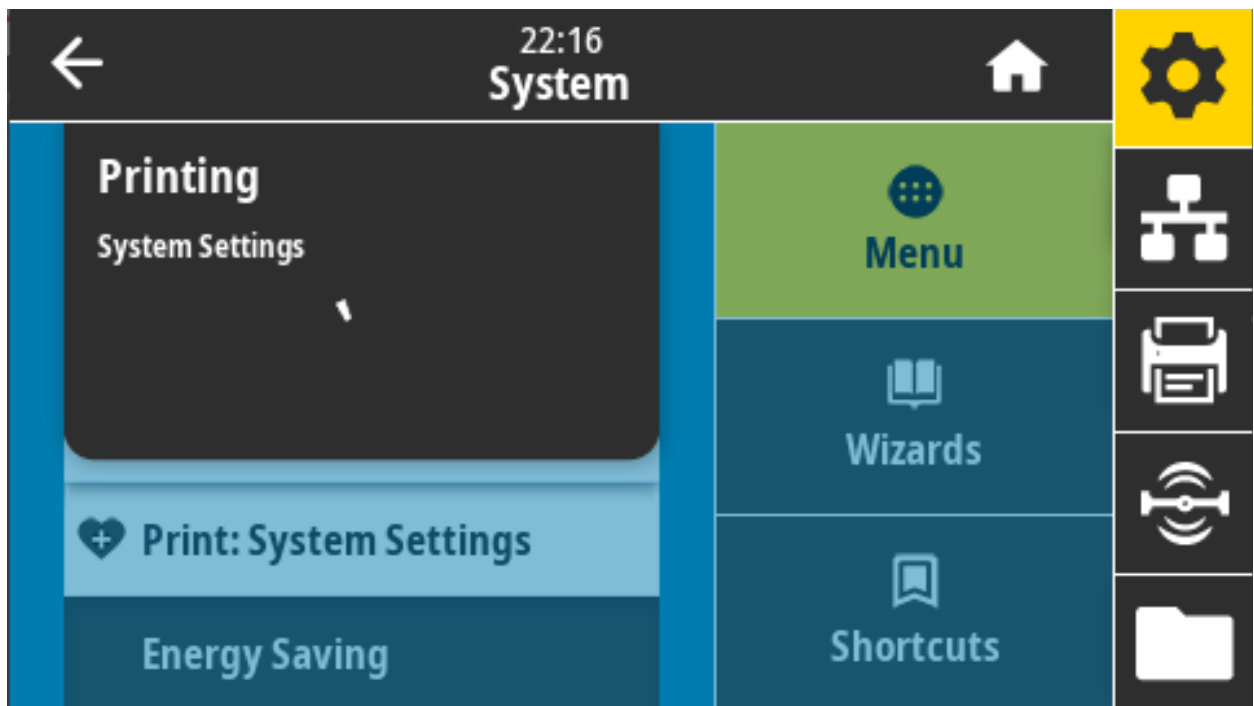 22:16
System
Printing
System Settings
Print: System Settings
Energy Saving
Menu
Wizards
Shortcuts